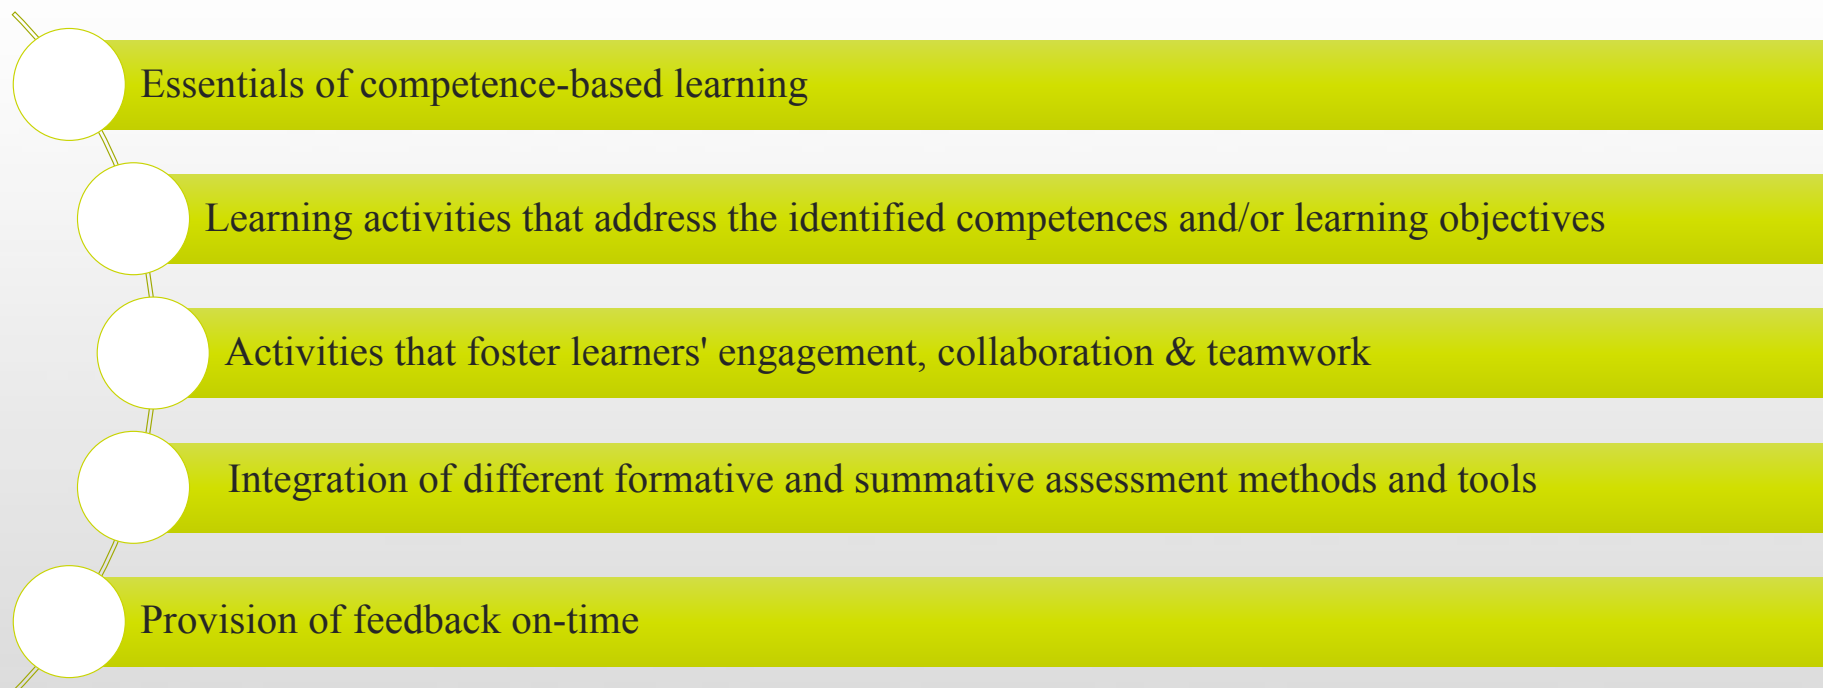 Essentials of competence-based learning
Learning activities that address the identified competences and/or learning objectives
Activities that foster learners' engagement, collaboration & teamwork
Integration of different formative and summative assessment methods and tools
Provision of feedback on-time